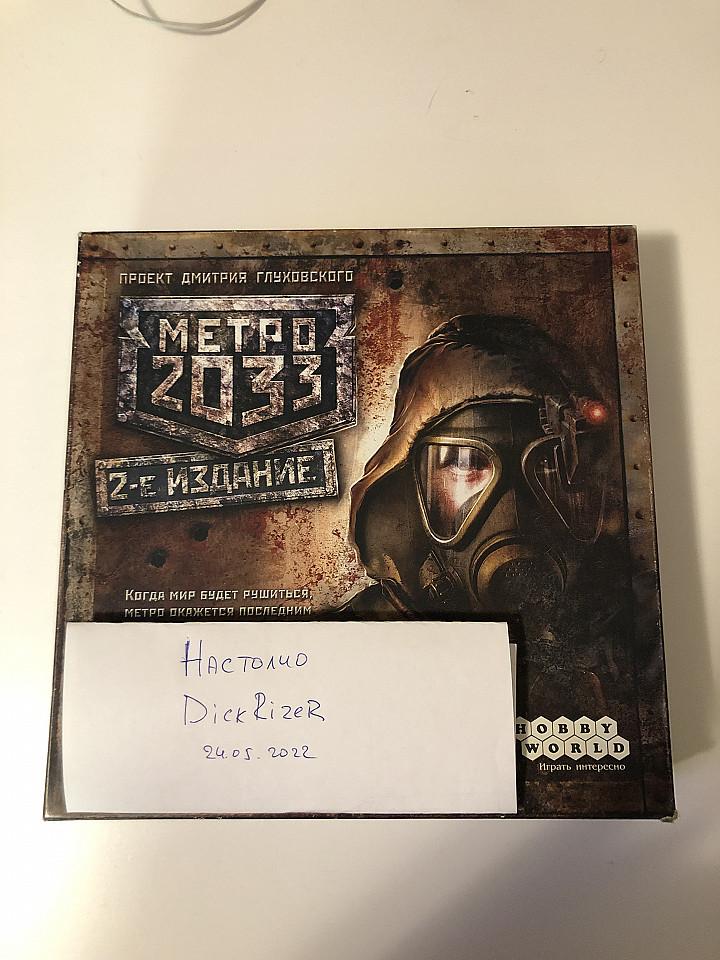 ПРОЕКТ ДМИТРИЯ ГЛУХОВСКОГО
МЕТРО
2033
2-Е ИЗДАНИЕ
КОГДА МИР БУДЕТ РУШИТЬСЯ,
МЕТРО ОКАЖЕТСЯ ПОСЛЕДНИМ
НАСТОЛИО
DickRizeR
24.05.2022
HOBBY
WORLD
Играть интересно